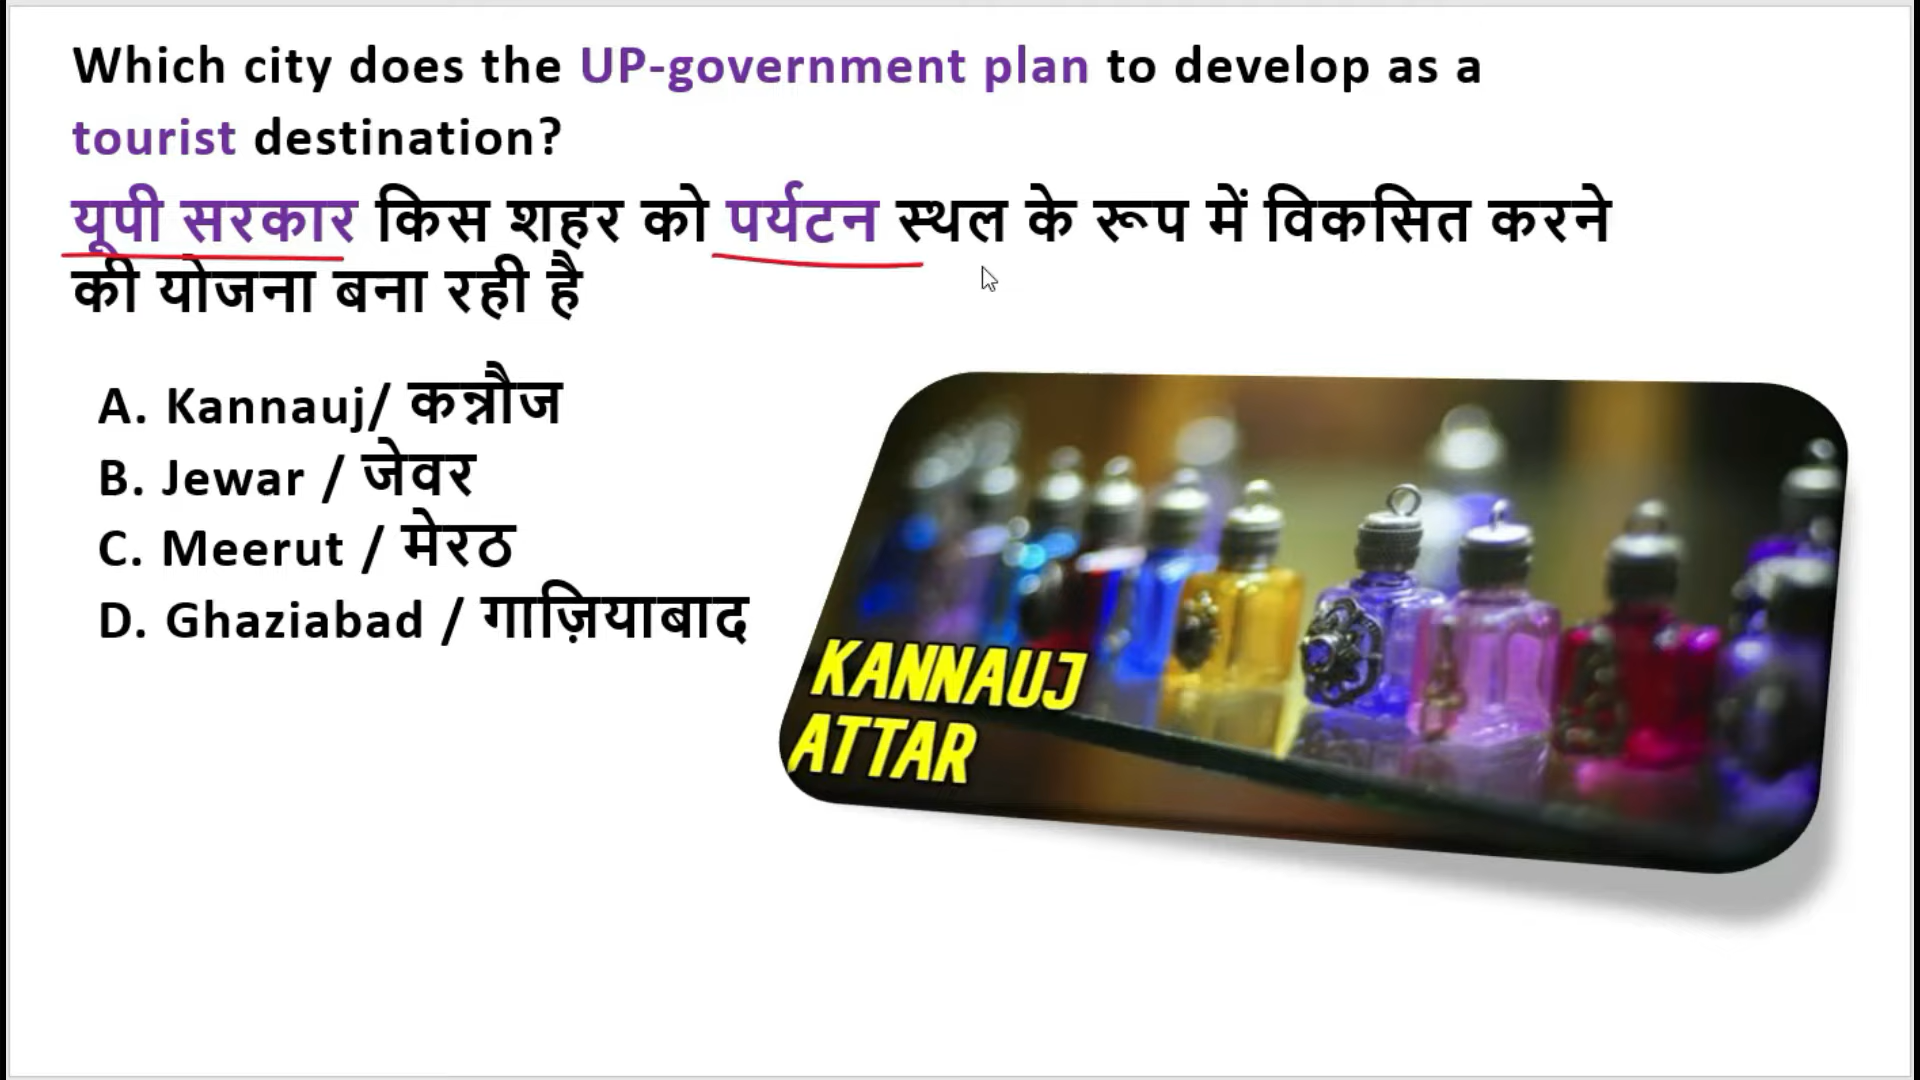 Which city does the UP-government plan to develop as a
tourist destination?
यूपी सरकार किस शहर को पर्यटन स्थल के रूप में विकसित करने
की योजना बना रही है
A. Kannauj/ कन्नौज
B. Jewar / जेवर
C. Meerut / मेरठ
D. Ghaziabad / गाज़ियाबाद
KANNAUJ
ATTAR